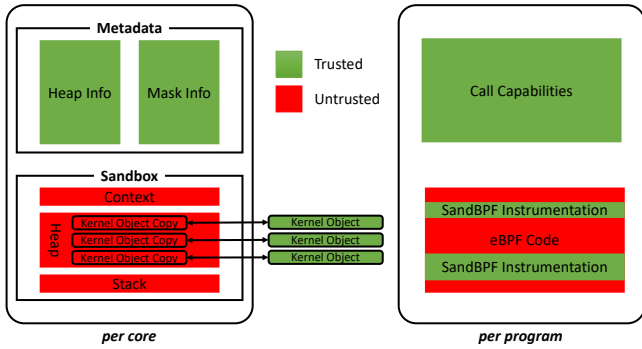 Metadata
Heap Info
Mask Info
Trusted
Untrusted
Call Capabilities
Sandbox
Context
Heap
Kernel Object Copy
Kernel Object
Kernel Object Copy
Kernel Object
Kernel Object Copy
Kernel Object
Stack
SandBPF Instrumentation
eBPF Code
SandBPF Instrumentation
per core
per program